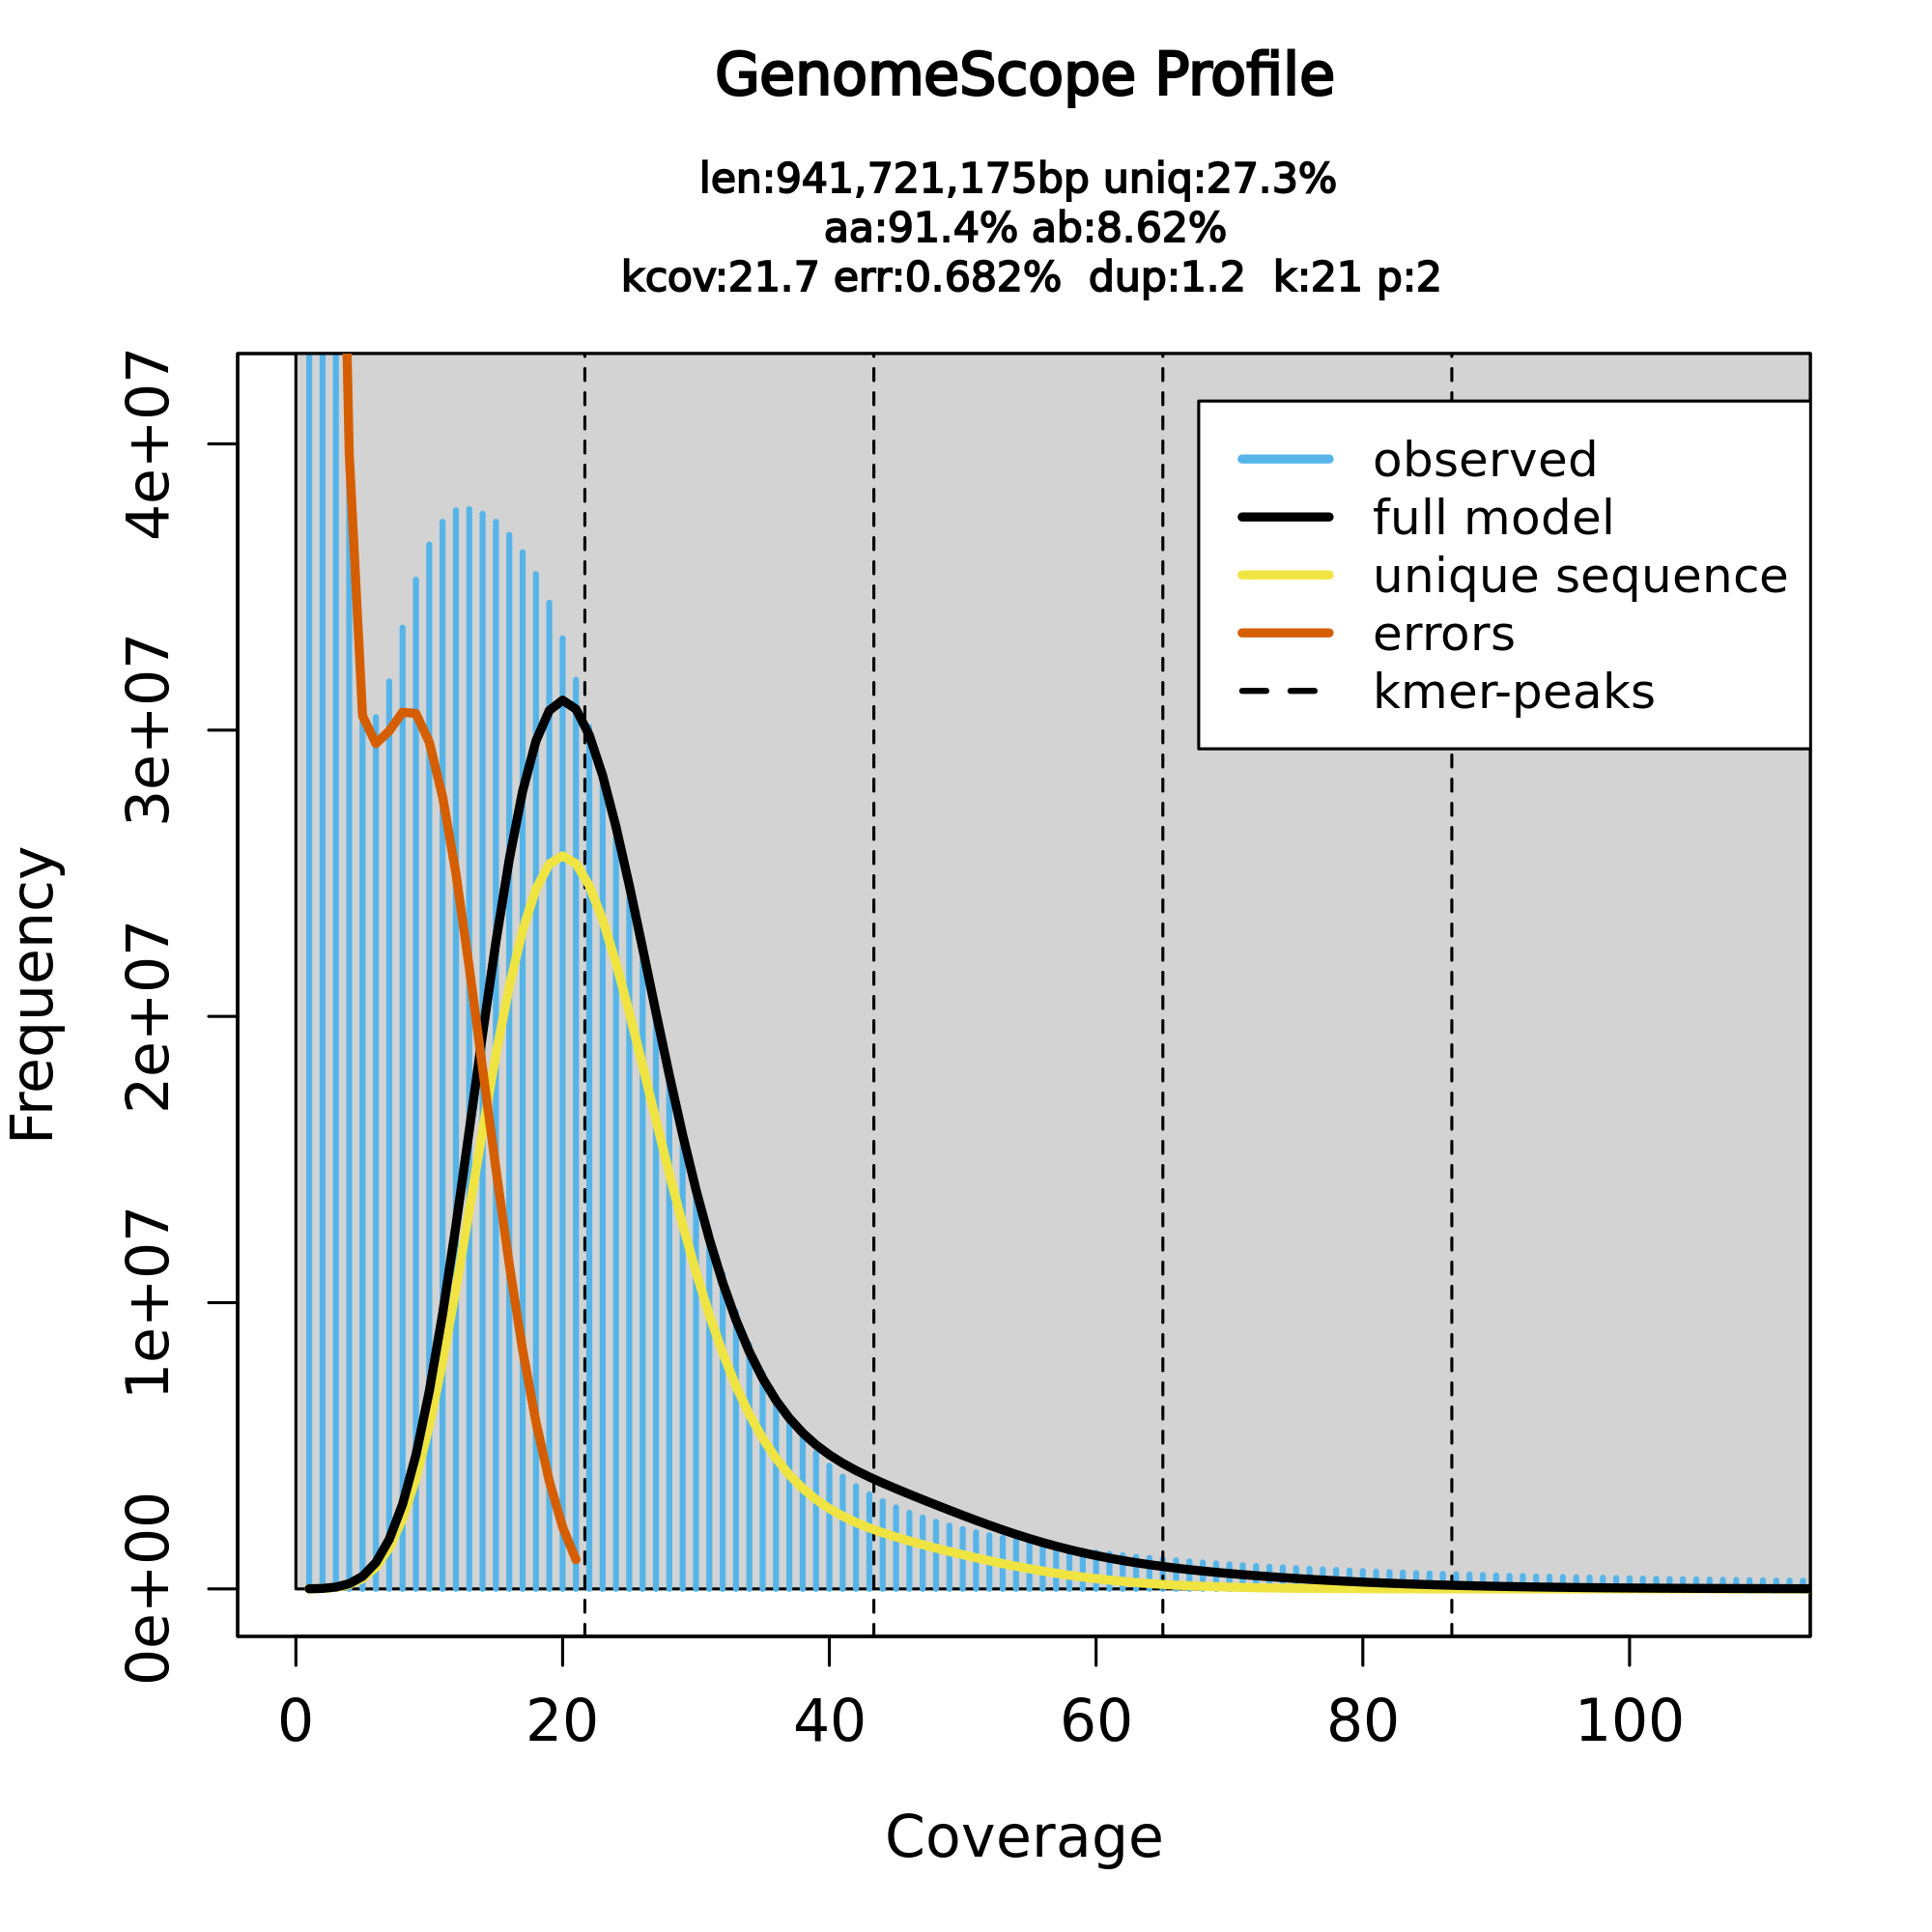 GenomeScope Profile
len:941,721,175bp uniq:27.3%
aa:91.4% ab:8.62%
kcov:21.7 err:0.682% dup:1.2 k:21 p:2
observed
full model
unique sequence
errors
kmer-peaks
Frequency
4e+07
3e+07
2e+07
1e+07
0e+00
0
20
40
60
80
100
Coverage